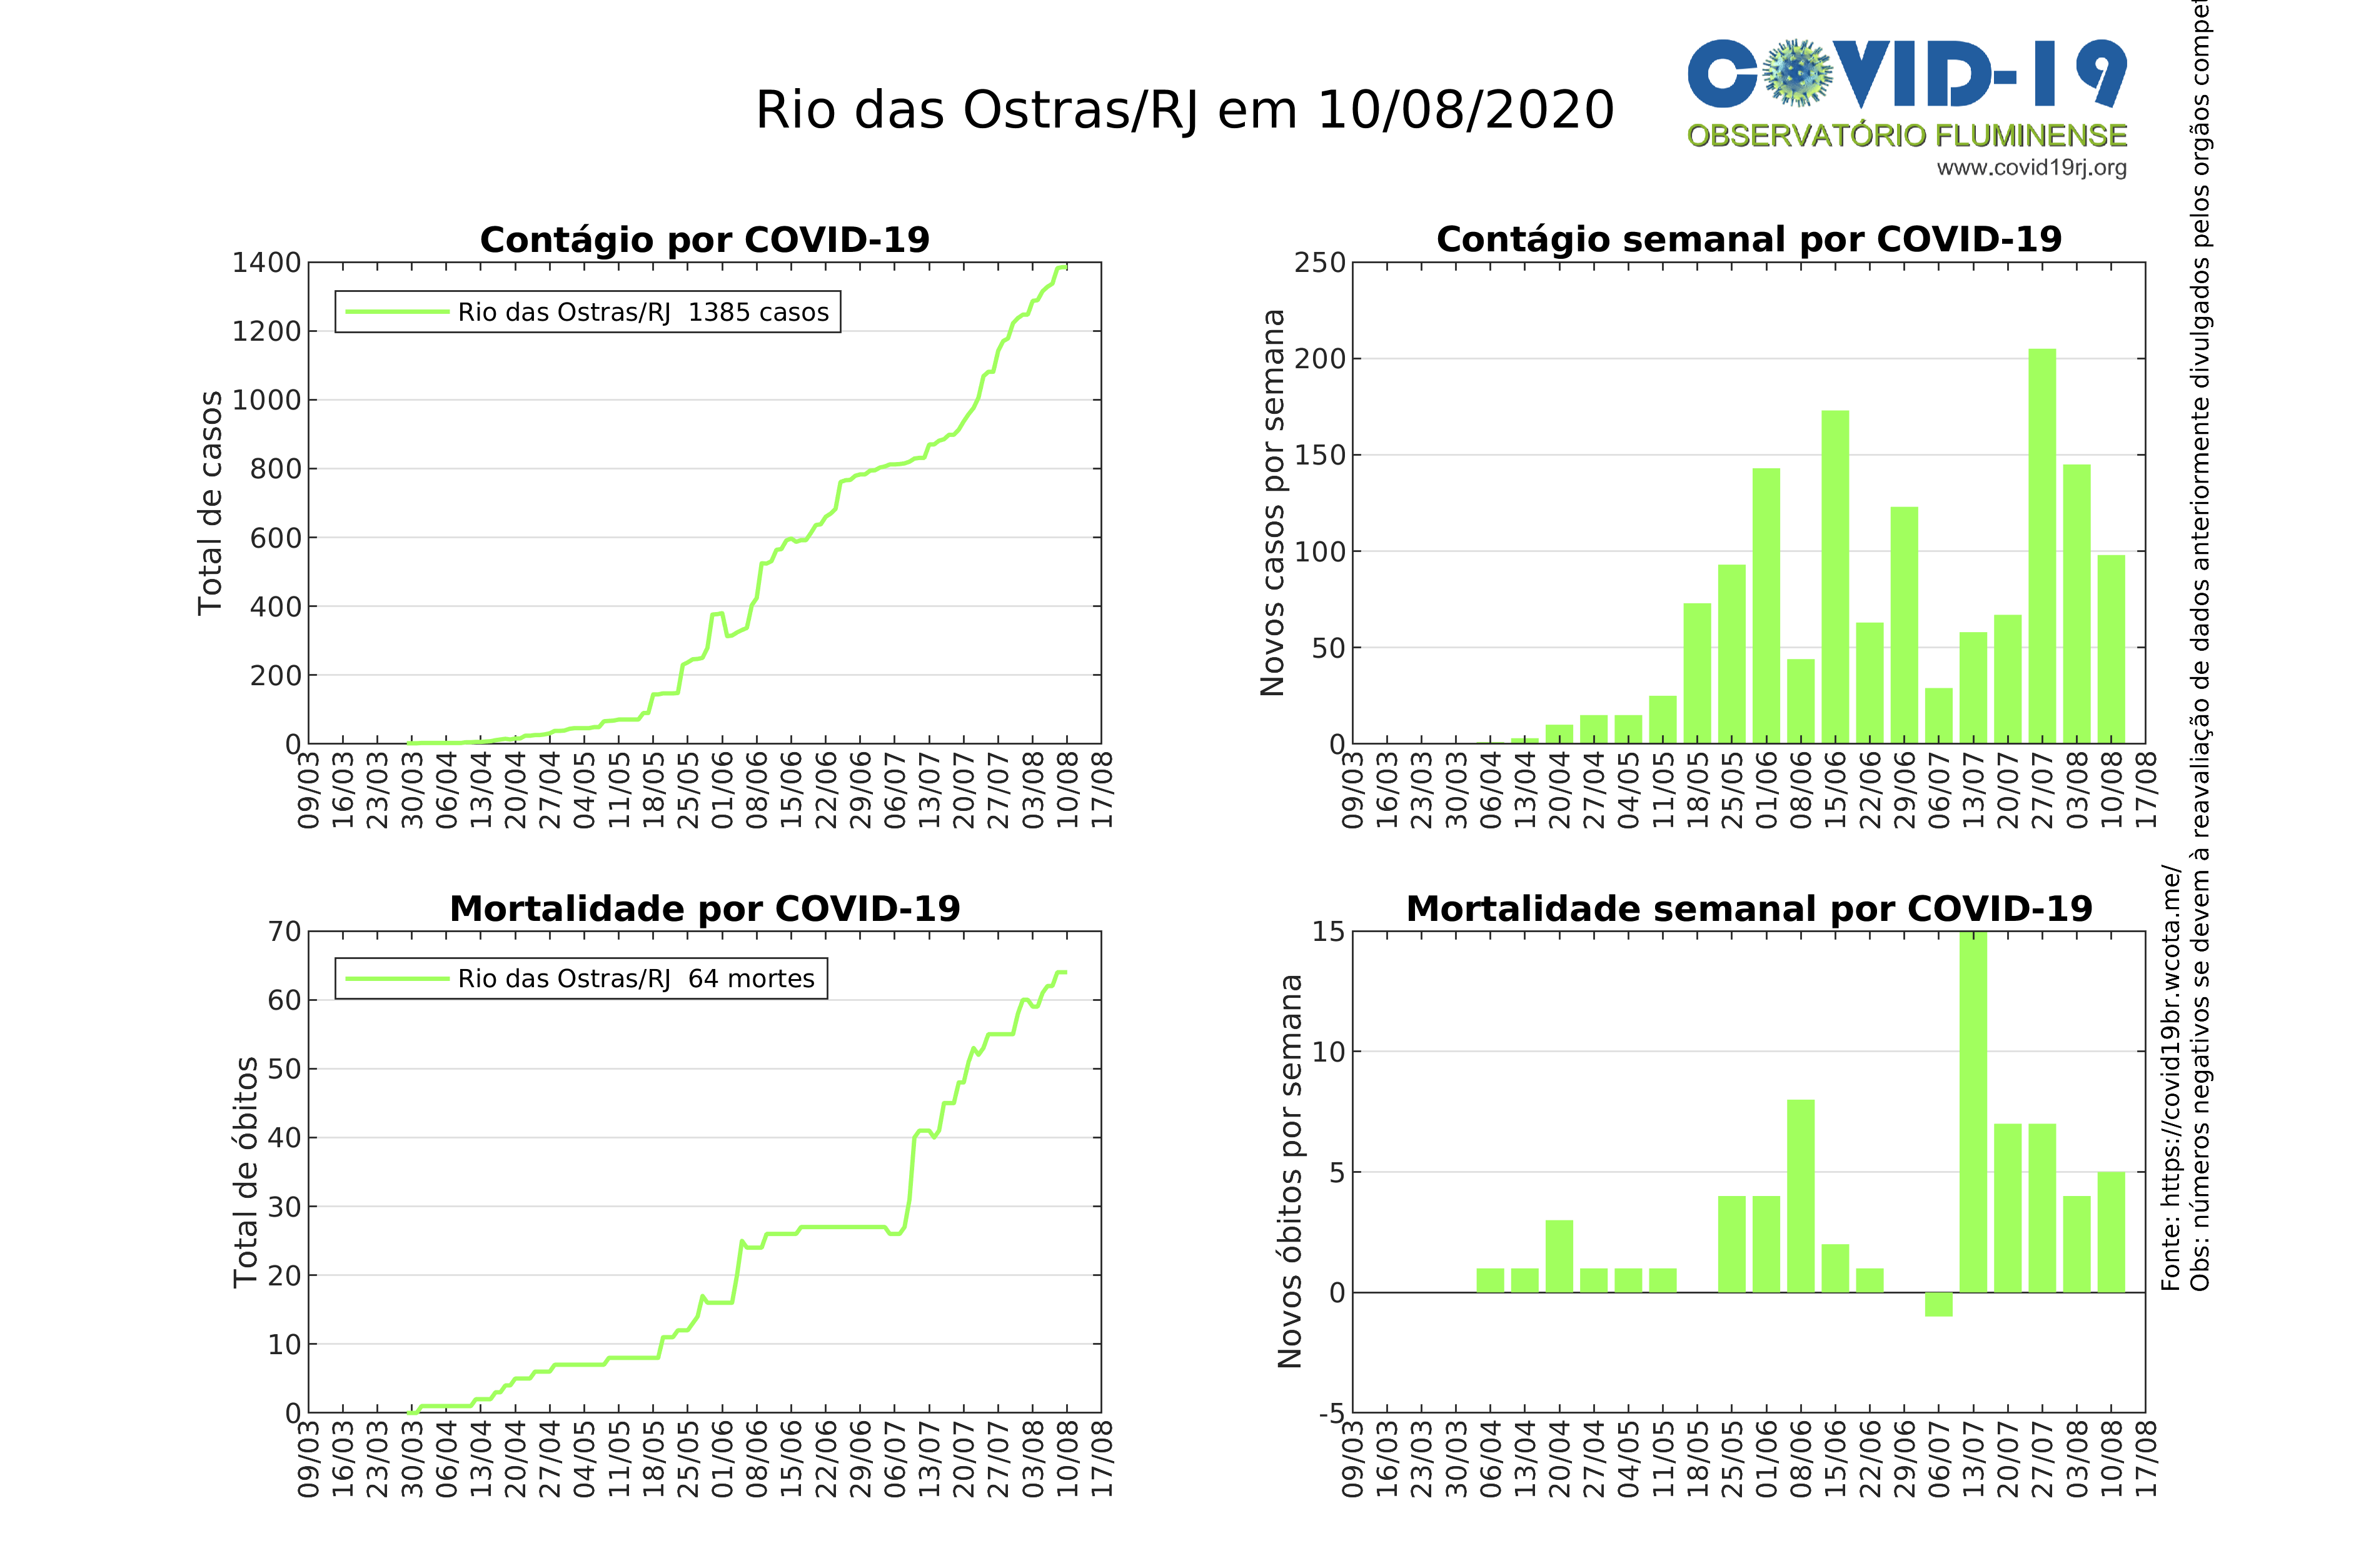 Rio das Ostras/RJ em 10/08/2020
COVID-19
OBSERVATÓRIO FLUMINENSE
www.covid19rj.org
Contágio por COVID-19
Total de casos
1400
1200
1000
800
600
400
200
0
Rio das Ostras/RJ 1385 casos
09/03 16/03 23/03 30/03 06/04 13/04 20/04 27/04 04/05 11/05 18/05 25/05 01/06 08/06 15/06 22/06 29/06 06/07 13/07 20/07 27/07 03/08 10/08 17/08
Contágio semanal por COVID-19
Novos casos por semana
250
200
150
100
50
0
09/03 16/03 23/03 30/03 06/04 13/04 20/04 27/04 04/05 11/05 18/05 25/05 01/06 08/06 15/06 22/06 29/06 06/07 13/07 20/07 27/07 03/08 10/08 17/08
Mortalidade por COVID-19
Total de óbitos
70
60
50
40
30
20
10
0
Rio das Ostras/RJ 64 mortes
09/03 16/03 23/03 30/03 06/04 13/04 20/04 27/04 04/05 11/05 18/05 25/05 01/06 08/06 15/06 22/06 29/06 06/07 13/07 20/07 27/07 03/08 10/08 17/08
Mortalidade semanal por COVID-19
Novos óbitos por semana
15
10
5
0
-5
09/03 16/03 23/03 30/03 06/04 13/04 20/04 27/04 04/05 11/05 18/05 25/05 01/06 08/06 15/06 22/06 29/06 06/07 13/07 20/07 27/07 03/08 10/08 17/08
Fonte: https://covid19br.wcota.me/
Obs: números negativos se devem à reavaliação de dados anteriormente divulgados pelos orgãos